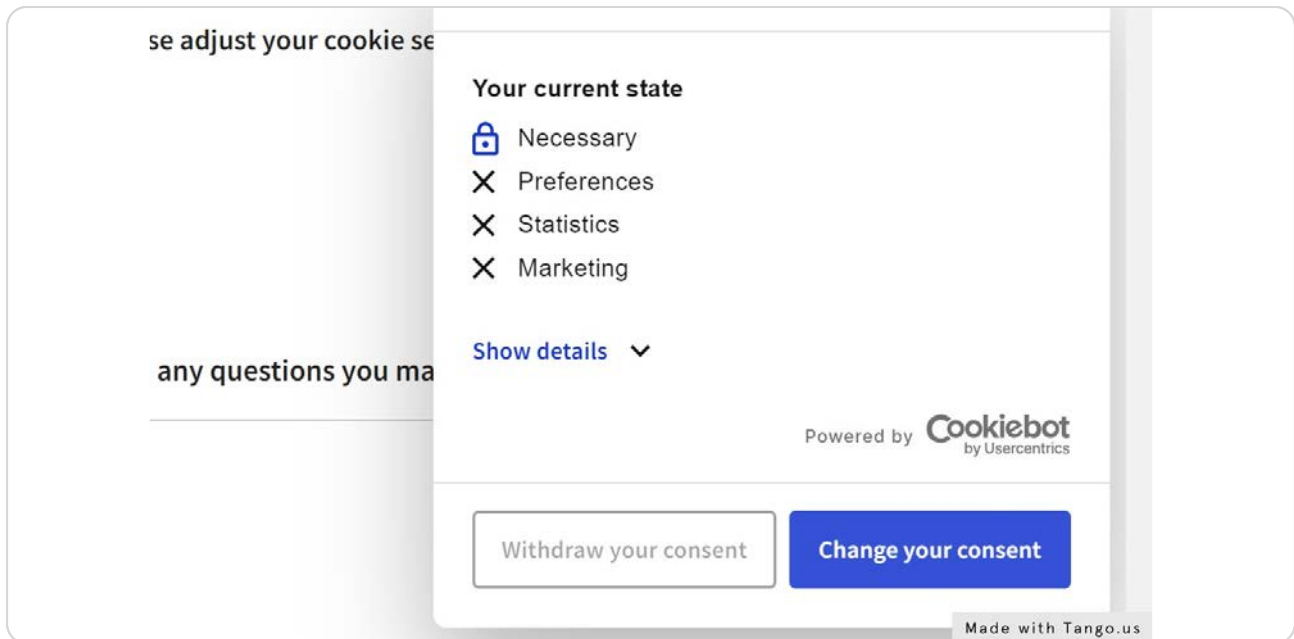 se adjust your cookie se
Your current state
Necessary
Preferences
Statistics
Marketing
Show details
any questions you ma
Powered by Cookiebot
by Usercentrics
Withdraw your consent
Change your consent
Made with Tango.us